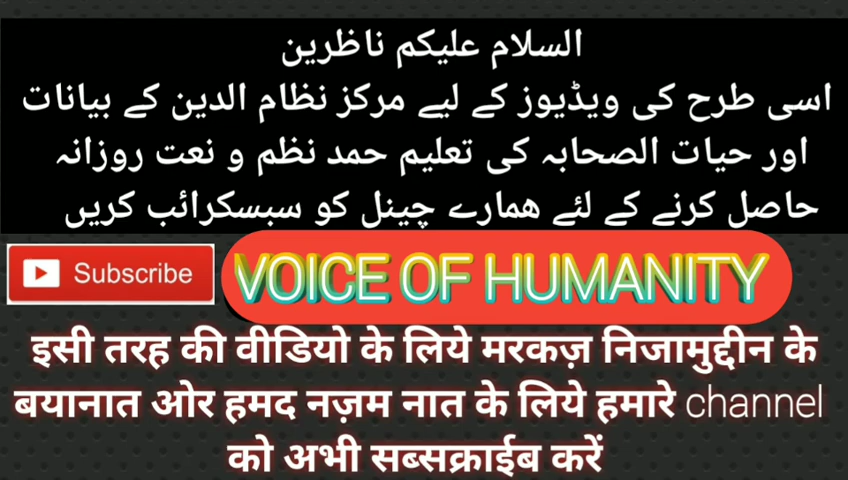 السلام علیکم ناظرین
اسی طرح کی ویڈیوز کے لیے مرکز نظام الدین کے بیانات
اور حیات الصحابہ کی تعلیم حمد نظم و نعت روزانہ
حاصل کرنے کے لئے ھمارے چینل کو سبسکرائب کریں
Subscribe
VOICE OF HUMANITY
इसी तरह की वीडियो के लिये मरकज़ निजामुद्दीन के
बयानात ओर हमद नज़म नात के लिये हमारे channel
को अभी सब्सक्राईब करें